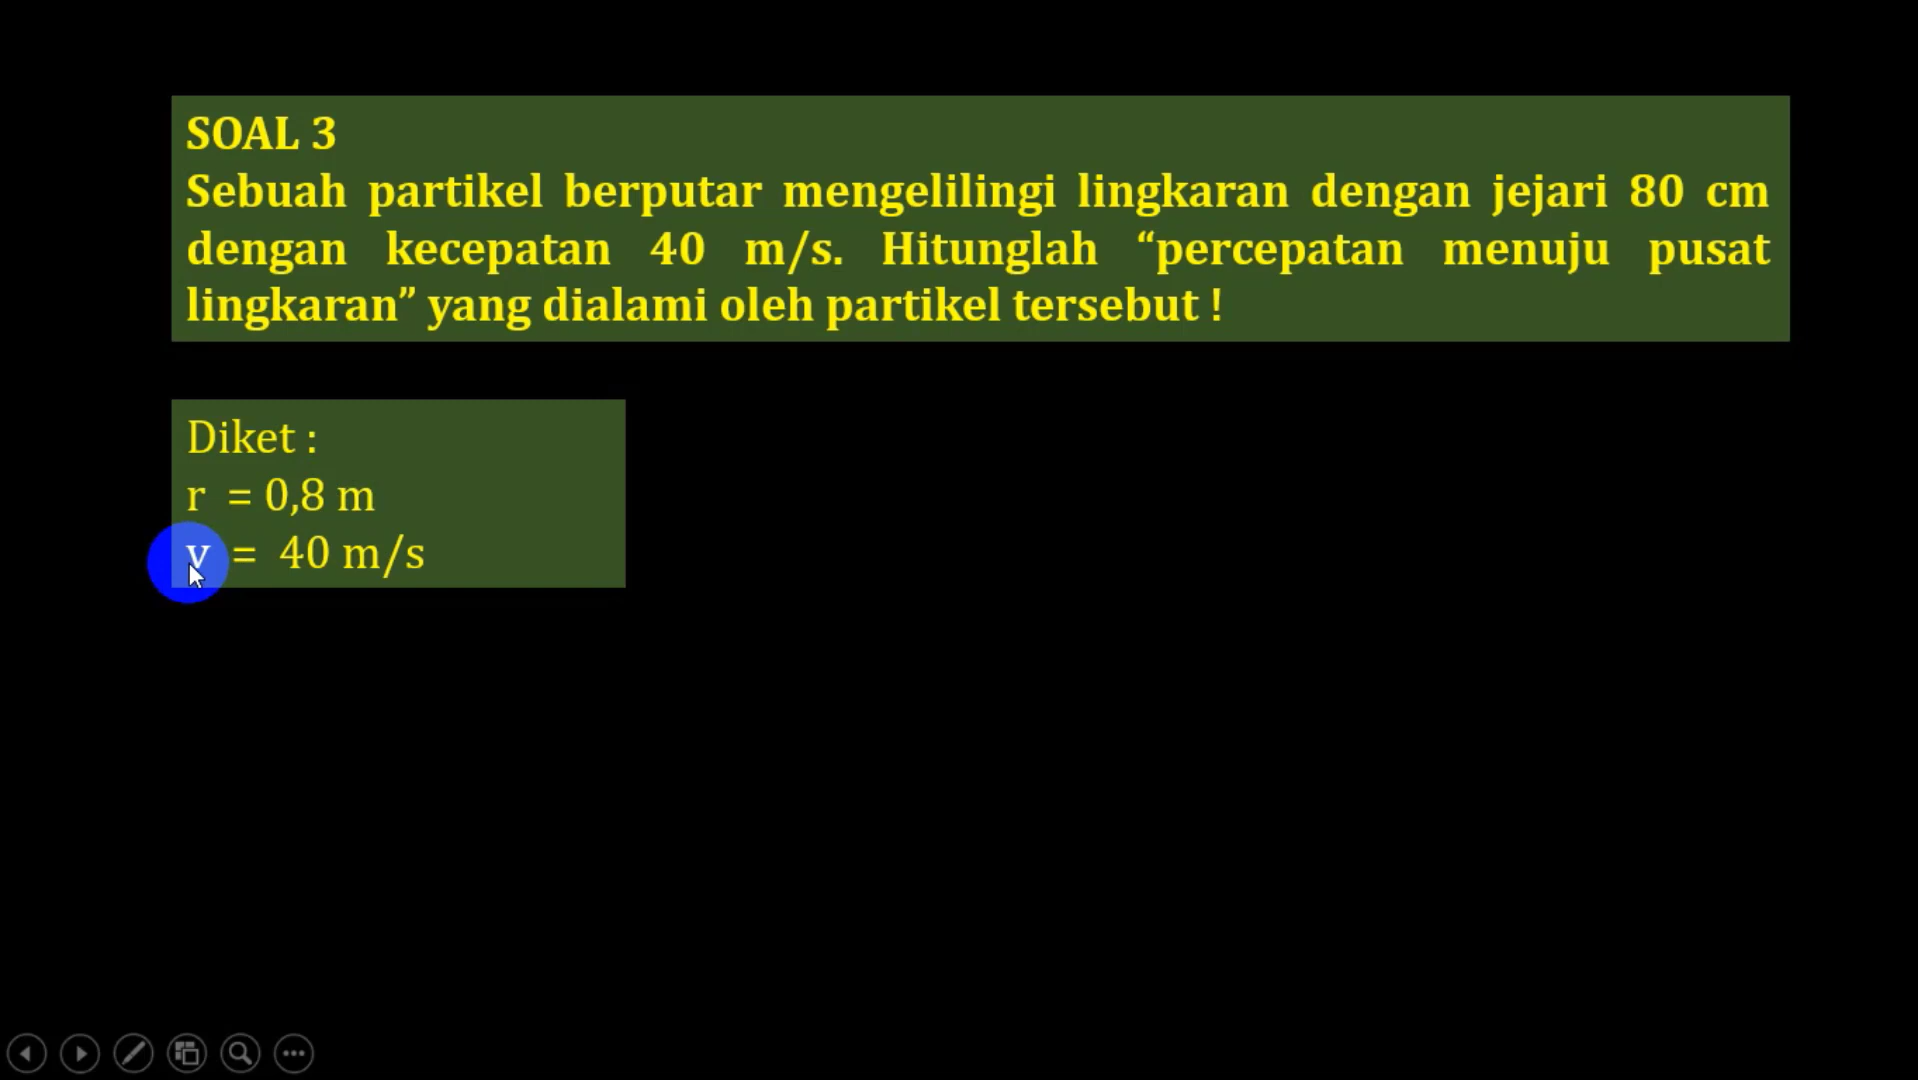 SOAL 3
Sebuah partikel berputar mengelilingi lingkaran dengan jejari 80 cm
dengan kecepatan 40 m/s. Hitunglah “percepatan menuju pusat
lingkaran” yang dialami oleh partikel tersebut !
Diket :
r = 0,8 m
v = 40 m/s